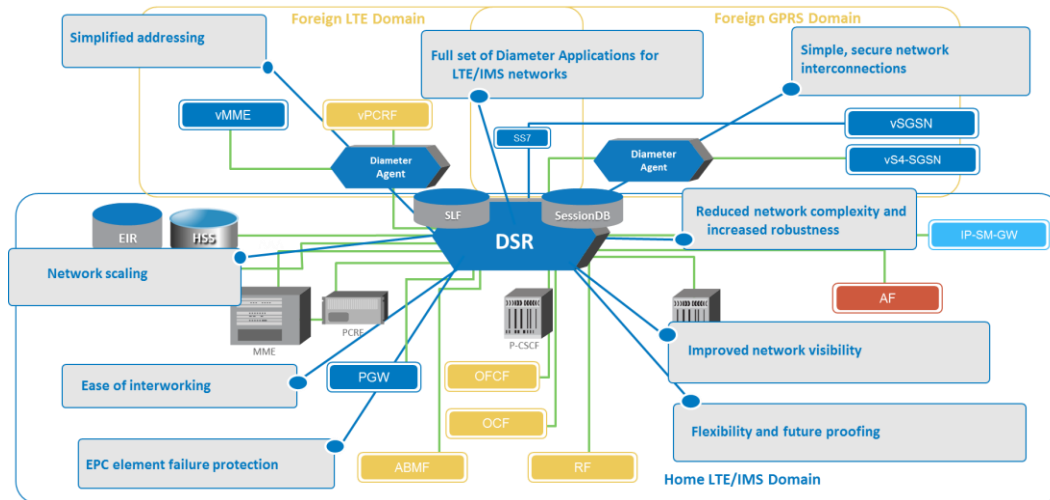 Foreign LTE Domain
Foreign GPRS Domain
Simplified addressing
Full set of Diameter Applications for
LTE/IMS networks
Simple, secure network
interconnections
vMME
vPCRF
SS7
vSGSN
Diameter
Agent
Diameter
Agent
vS4-SGSN
SLF
SessionDB
EIR
HSS
DSR
Reduced network complexity and
increased robustness
IP-SM-GW
Network scaling
AF
MME
PCRF
P-CSCF
Improved network visibility
Ease of interworking
PGW
OFCF
OCF
Flexibility and future proofing
EPC element failure protection
ABMF
RF
Home LTE/IMS Domain